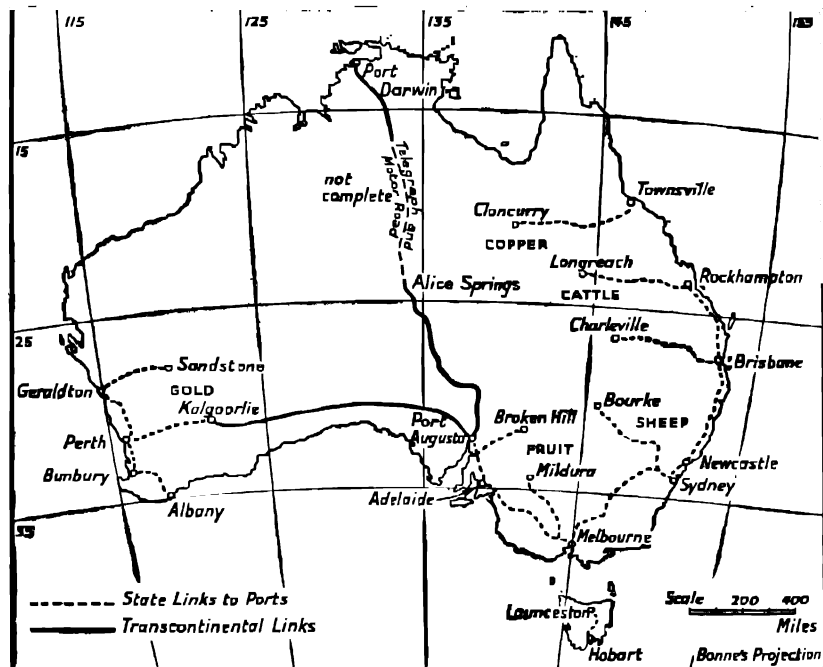 115
125
135
145
153
Port
Darwin
15
Telegraph and
Motor Road
not
complete
Townsville
Cloncurry
COPPER
Longreach
Rockhampton
Alice Springs
CATTLE
25
Charleville
Brisbane
Sandstone
Geraldton
GOLD
Kalgoorlie
Port
Augusta
Broken Hill
Bourke
SHEEP
Perth
FRUIT
Mildura
Newcastle
Bunbury
Sydney
Adelaide
Albany
35
Melbourne
State Links to Ports
Transcontinental Links
Launceston
Hobart
Scale 200 400
Miles
Bonne's Projection